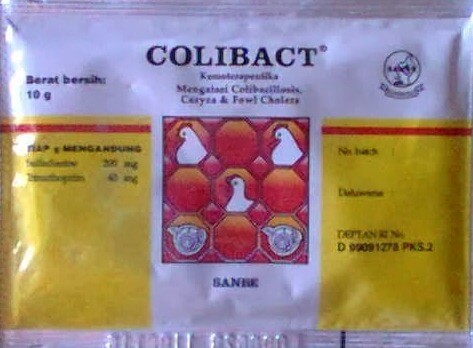 COLIBACT®
Kemoterapeutika
Mengatasi Colibacillosis,
Coryza & Fowl Cholera
Berat bersih:
10 g
SANBE
TIAP g MENGANDUNG
200 mg
Trimethoprim 40 mg
No. batch :
Daluwarsa :
DEPTAN RI No.
D 09091278 PKS.2
SANBE